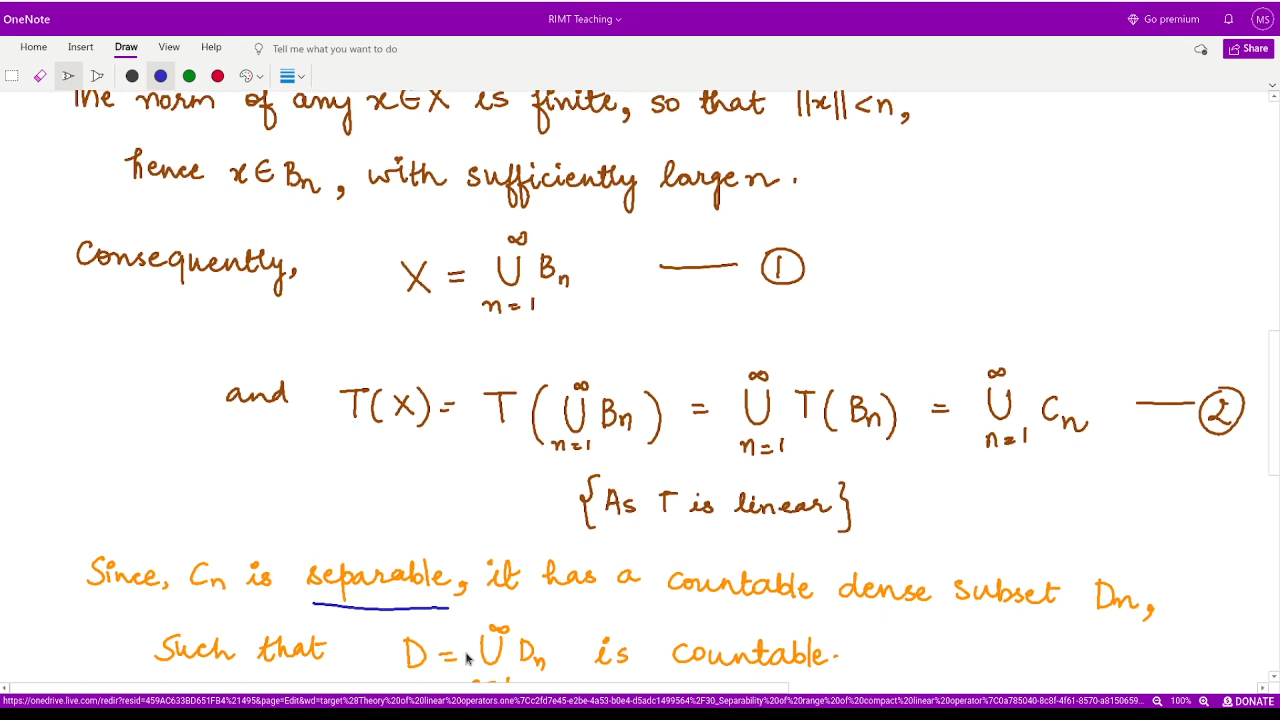 OneNote
RIMT Teaching
Go premium
MS
Home Insert Draw View Help Tell me what you want to do
Share
The norm of any x∈X is finite, so that ||x||<n,
hence x∈Bn, with sufficiently large n.
Consequently, X = ∞⋃n=1 Bn —— ①
and T(X) = T(∞⋃n=1 Bn) = ∞⋃n=1 T(Bn) = ∞⋃n=1 Cn —— ②
{As T is linear}
Since, Cn is separable, it has a countable dense subset Dn,
Such that D = ∞⋃ Dn is countable.
100%
DONATE